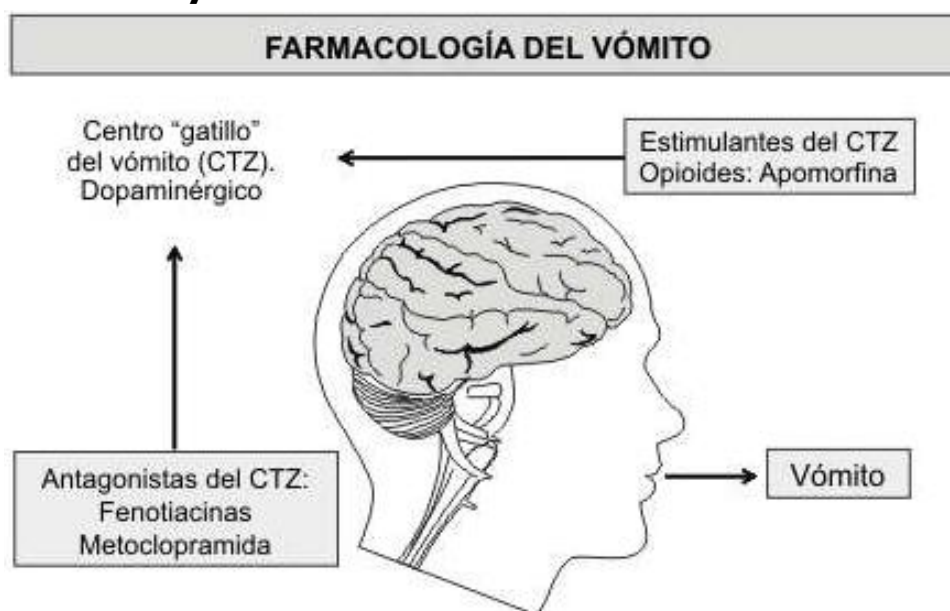 FARMACOLOGÍA DEL VÓMITO
Centro “gatillo”
del vómito (CTZ).
Dopaminérgico
Estimulantes del CTZ
Opioides: Apomorfina
Antagonistas del CTZ:
Fenotiacinas
Metoclopramida
Vómito